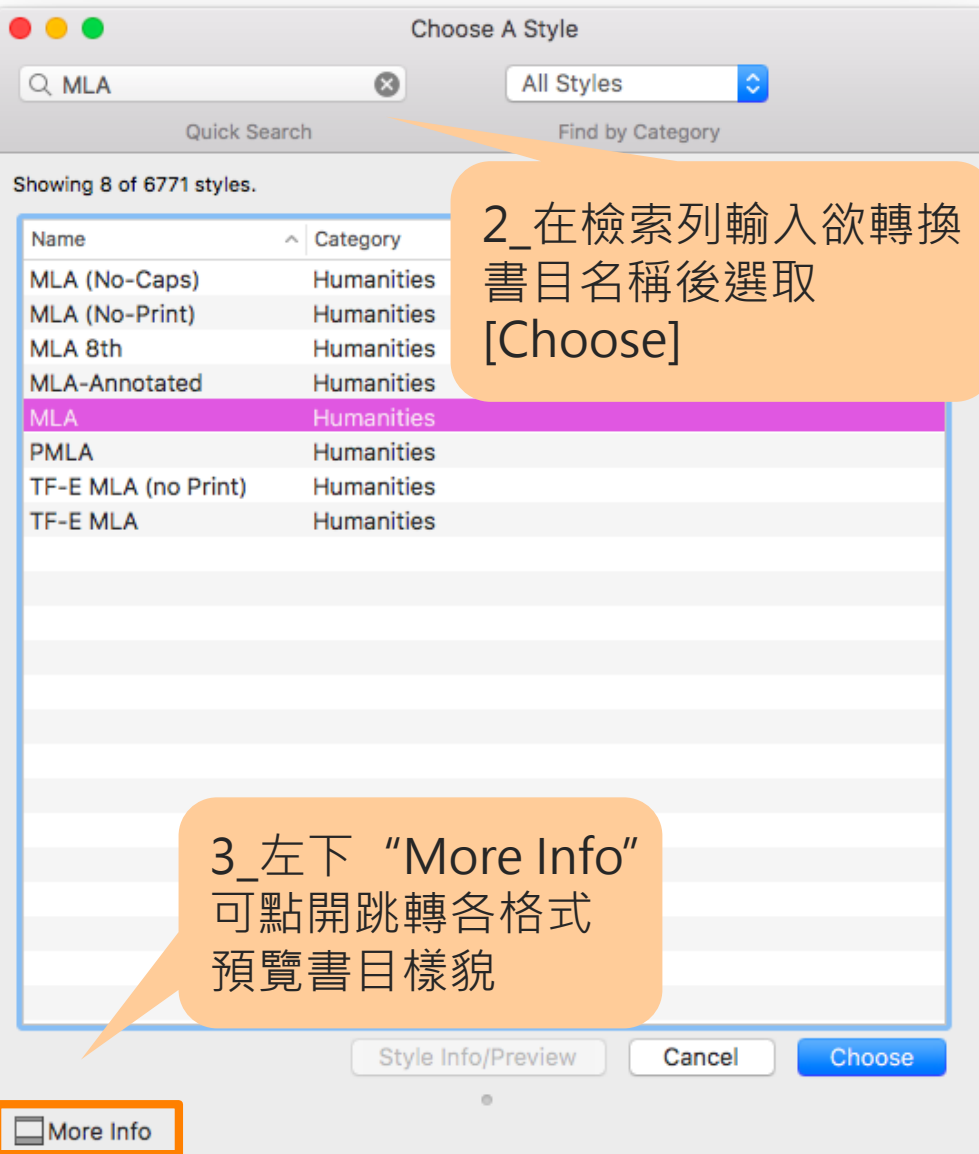 Choose A Style
MLA
All Styles
Quick Search
Find by Category
Showing 8 of 6771 styles.
2_在檢索列輸入欲轉換
書目名稱後選取
[Choose]
Name Category
MLA (No-Caps) Humanities
MLA (No-Print) Humanities
MLA 8th Humanities
MLA-Annotated Humanities
MLA Humanities
PMLA Humanities
TF-E MLA (no Print) Humanities
TF-E MLA Humanities
3_左下“More Info”
可點開跳轉各格式
預覽書目樣貌
Style Info/Preview
Cancel
Choose
More Info